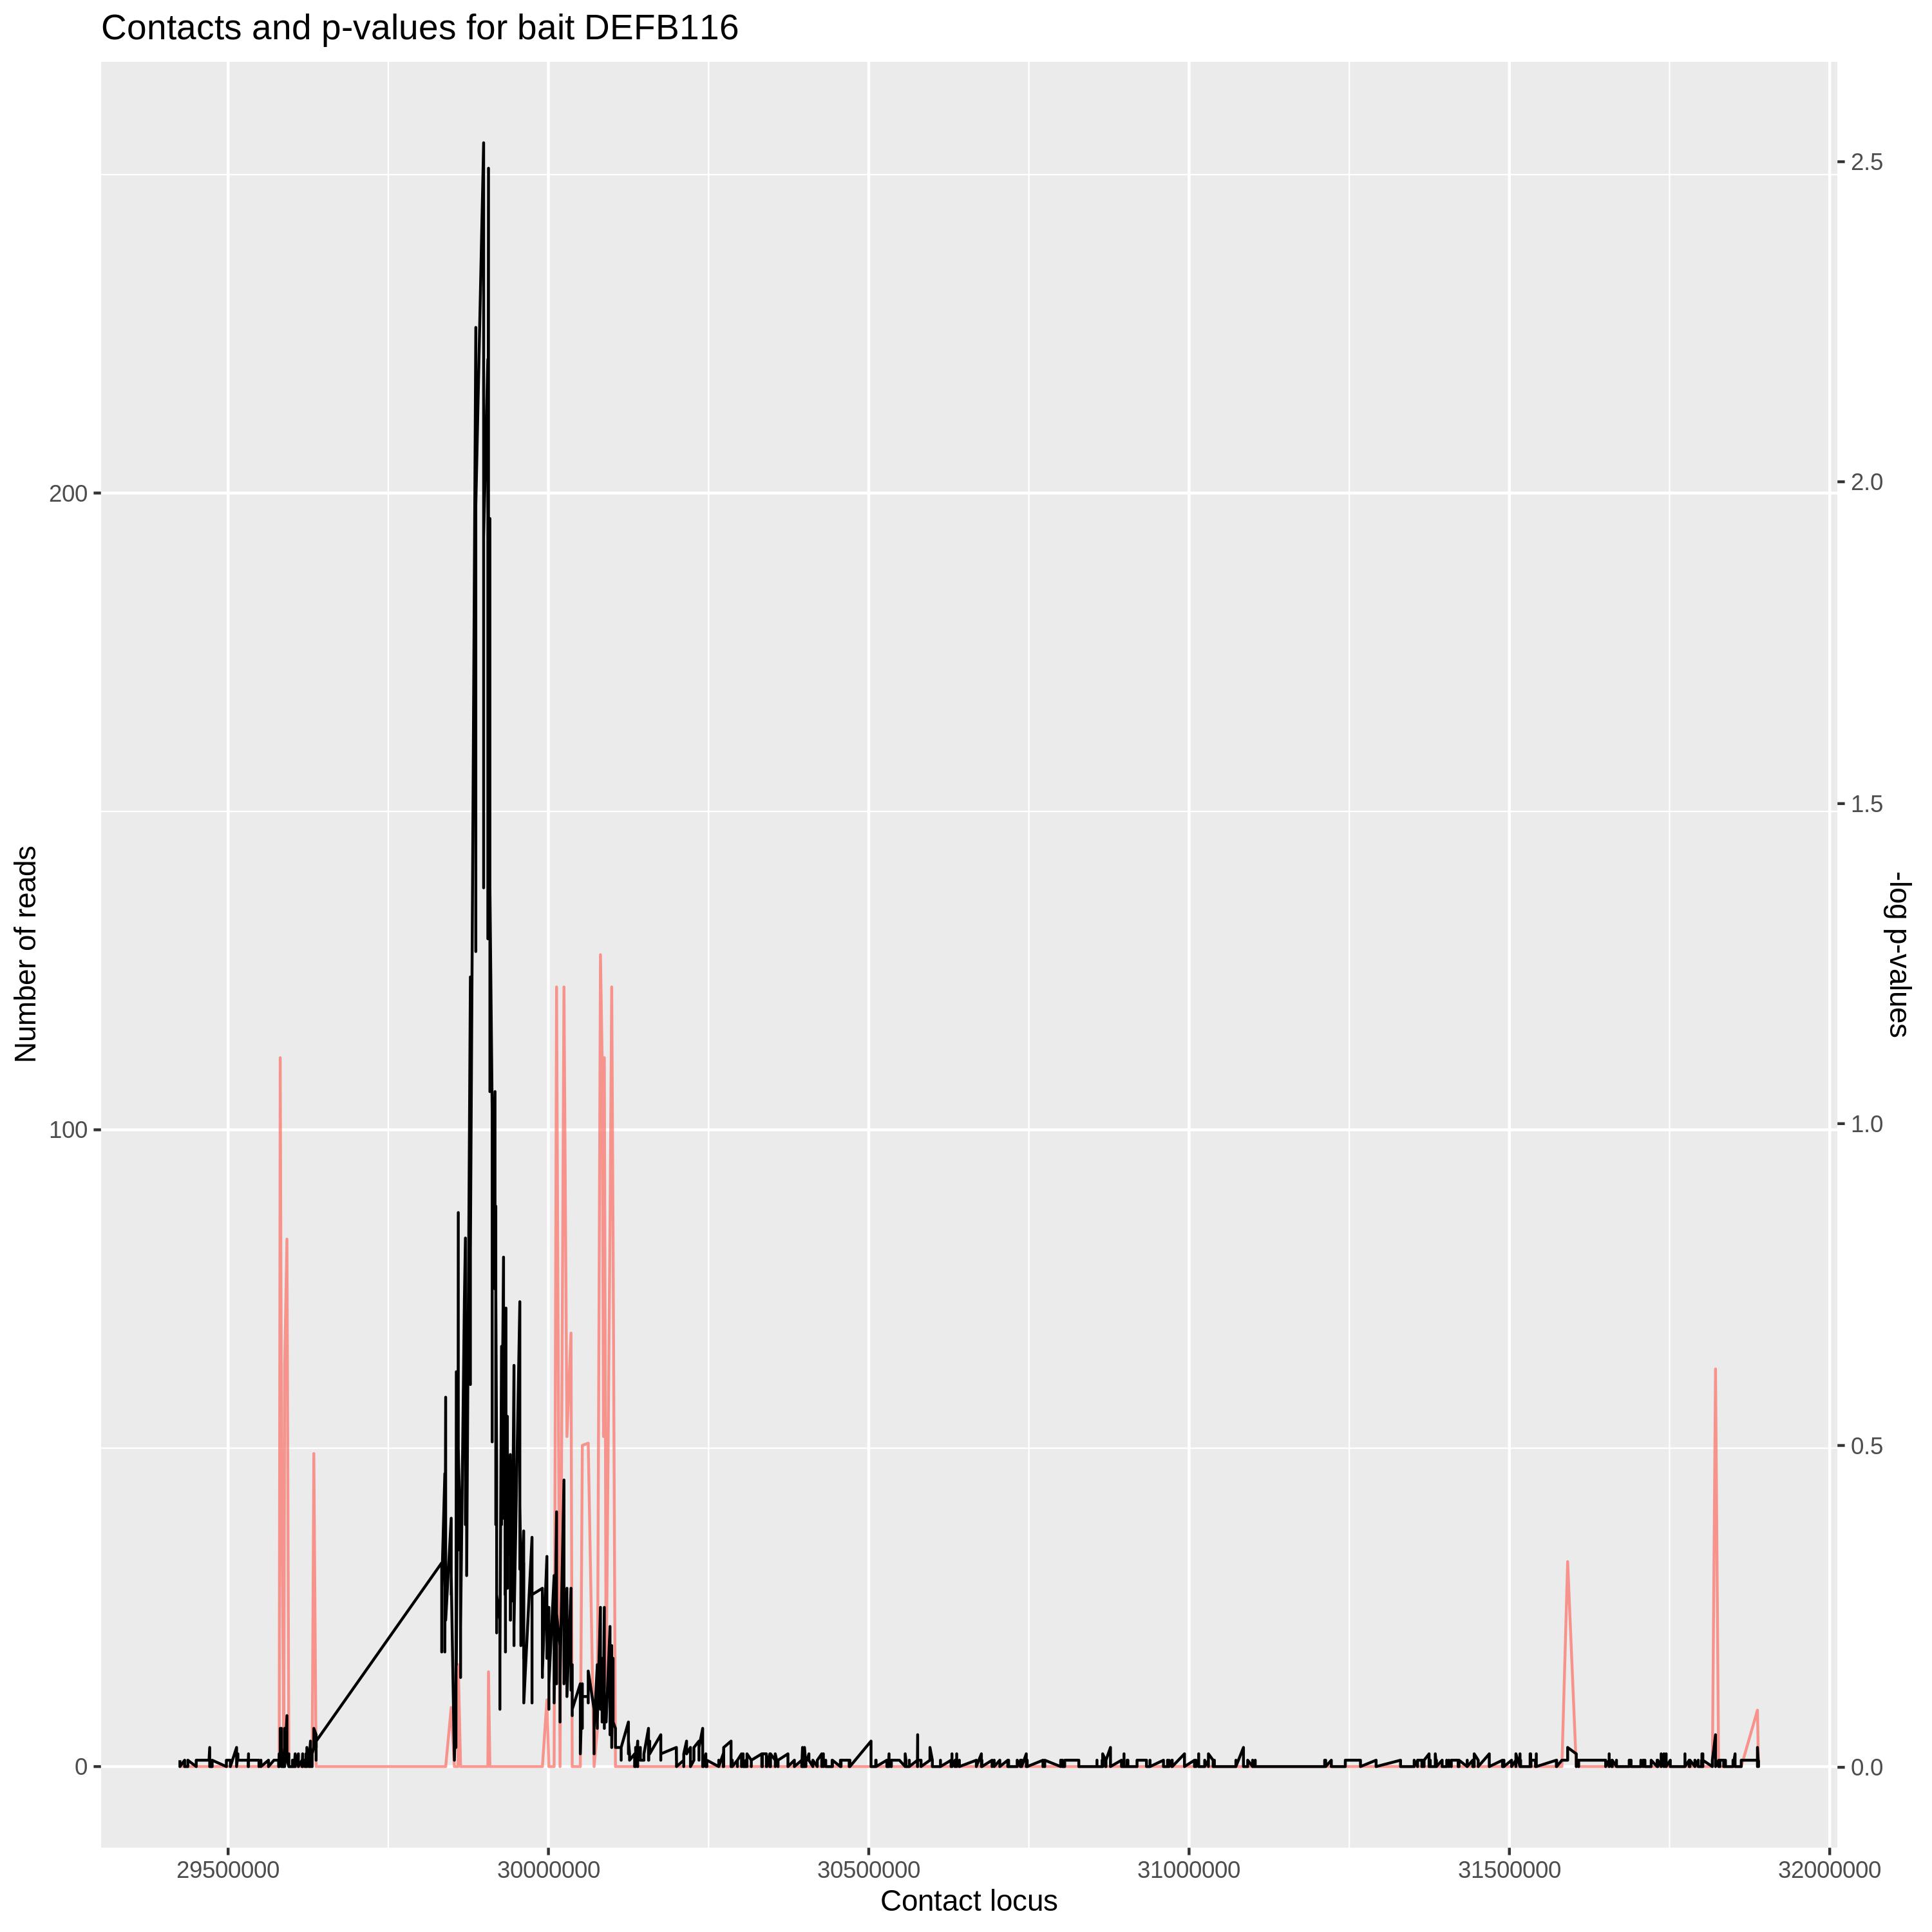 Contacts and p-values for bait DEFB116
Number of reads
200
100
0
2.5
2.0
1.5
1.0
0.5
0.0
-log p-values
29500000 30000000 30500000 31000000 31500000 32000000
Contact locus